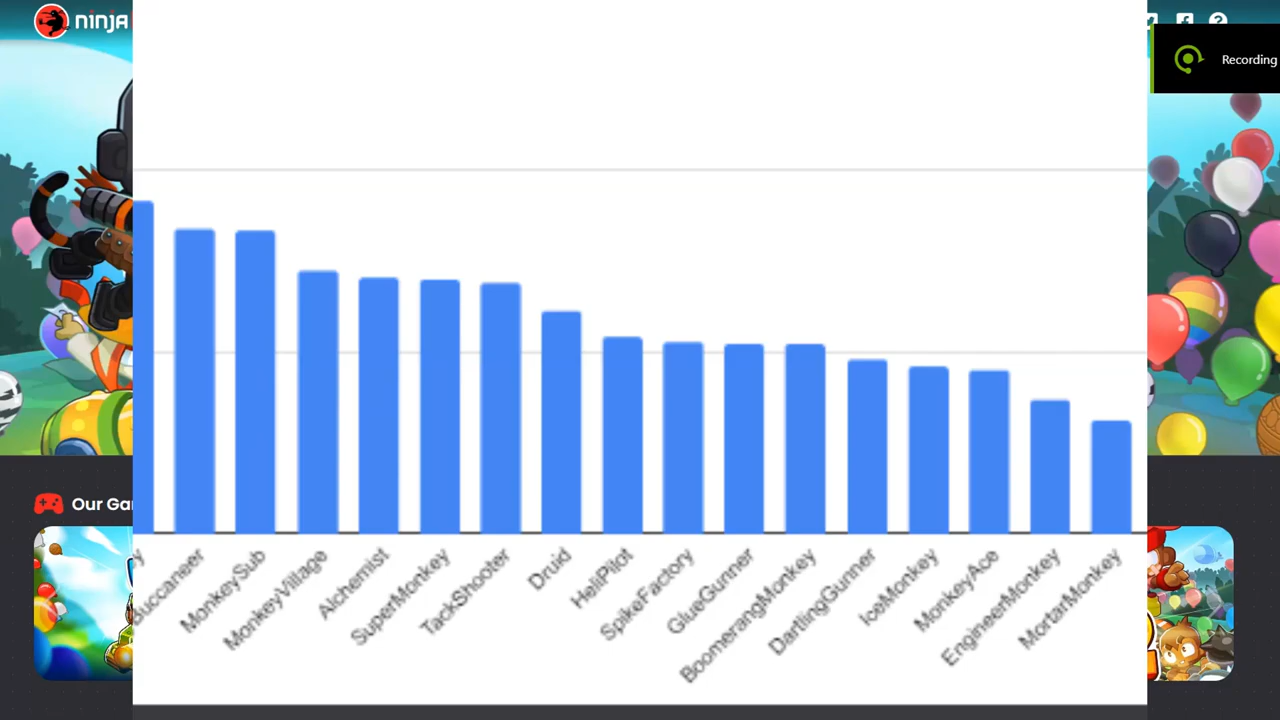 ninja
Recording
Our Ga
y
Buccaneer
MonkeySub
MonkeyVillage
Alchemist
SuperMonkey
TackShooter
Druid
HeliPilot
SpikeFactory
GlueGunner
BoomerangMonkey
DartlingGunner
IceMonkey
MonkeyAce
EngineerMonkey
MortarMonkey